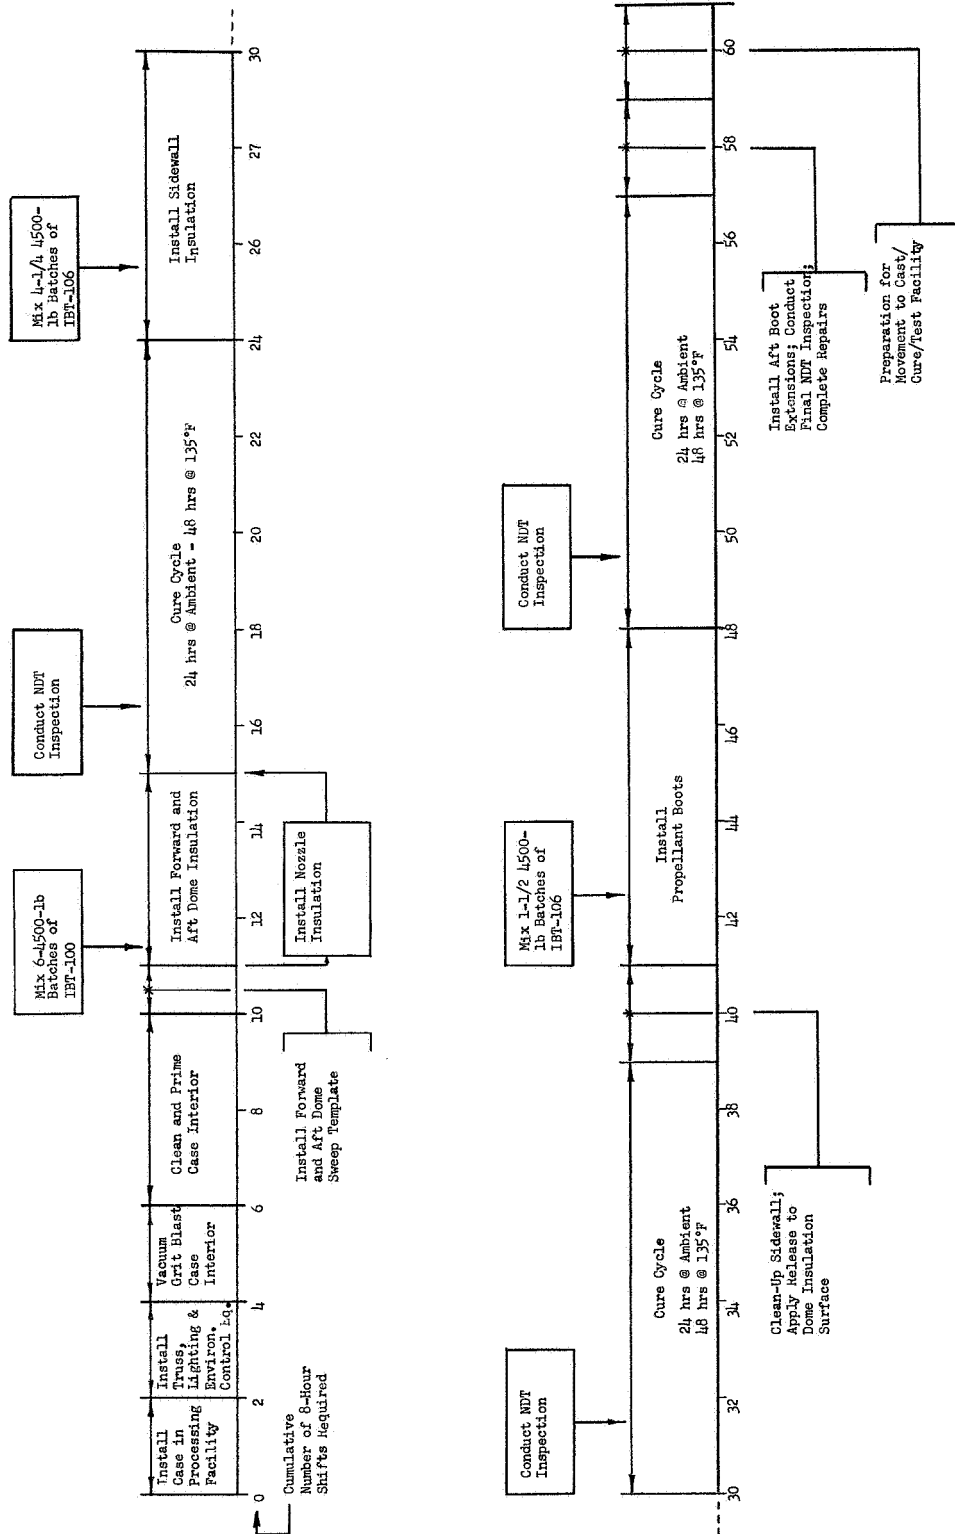 Mix 6-4500-lb
Batches of
IBT-100
Conduct NDT
Inspection
Mix 4-1/4 4500-
lb Batches of
IBT-106
Install
Case in
Processing
Facility
Install
Truss,
Lighting &
Environ.
Control Eq.
Vacuum
Grit Blast
Case
Interior
Clean and Prime
Case Interior
Install Forward and
Aft Dome Insulation
Cure Cycle
24 hrs @ Ambient - 48 hrs @ 135°F
Install Sidewall
Insulation
0 2 4 6 8 10 12 14 16 18 20 22 24 26 27 30
Cumulative
Number of 8-Hour
Shifts Required
Install Forward
and Aft Dome
Sweep Template
Install Nozzle
Insulation
Conduct NDT
Inspection
Mix 1-1/2 4500-
lb Batches of
IBT-106
Conduct NDT
Inspection
Cure Cycle
24 hrs @ Ambient
48 hrs @ 135°F
Install
Propellant Boots
Cure Cycle
24 hrs @ Ambient
48 hrs @ 135°F
30 32 34 36 38 40 42 44 46 48 50 52 54 56 58 60
Clean-Up Sidewall;
Apply Release to
Dome Insulation
Surface
Install Aft Boot
Extensions; Conduct
Final NDT Inspection;
Complete Repairs
Preparation for
Movement to Cast/
Cure/Test Facility